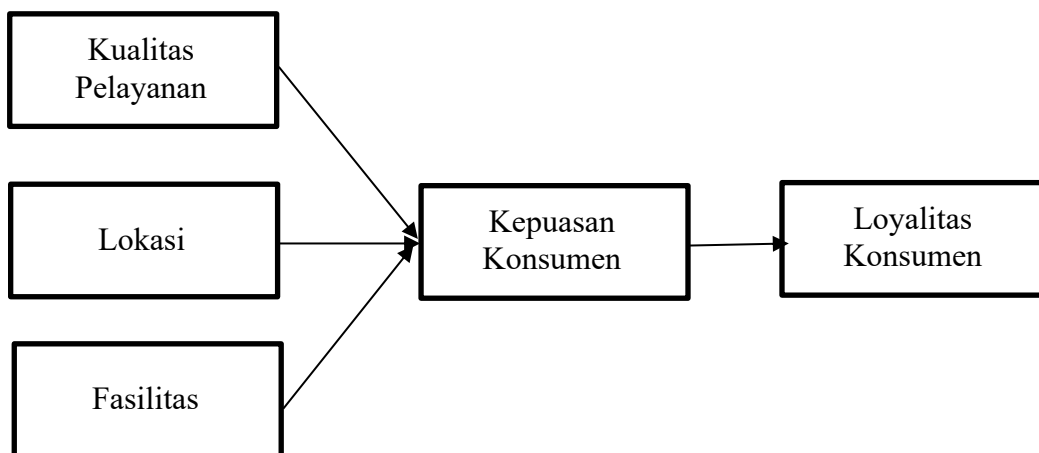 Kualitas
Pelayanan
Lokasi
Fasilitas
Kepuasan
Konsumen
Loyalitas
Konsumen